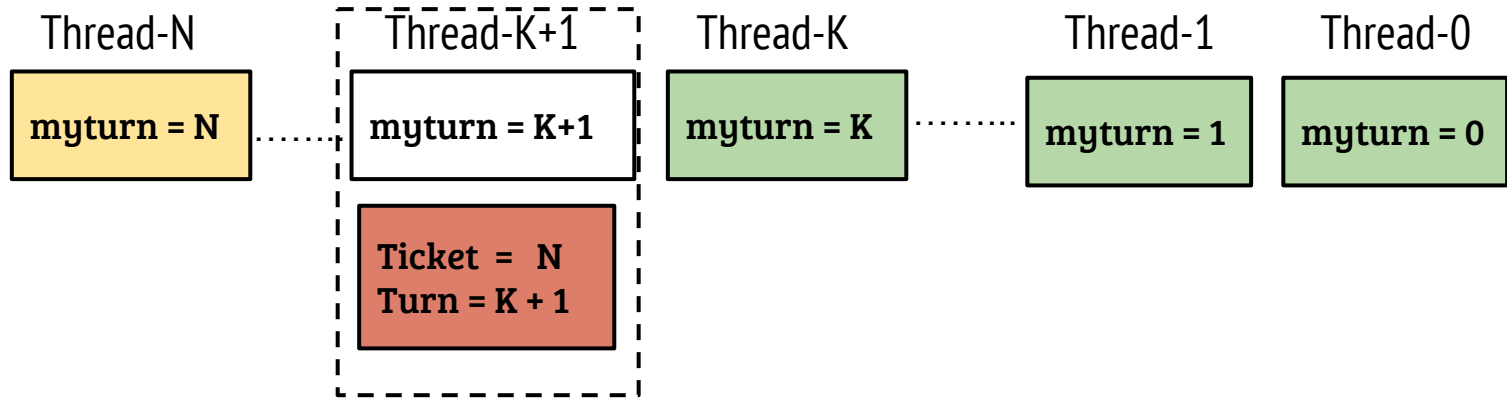 Thread-N Thread-K+1 Thread-K Thread-1 Thread-0
myturn = N ......... myturn = K+1 myturn = K ......... myturn = 1 myturn = 0
Ticket = N
Turn = K + 1